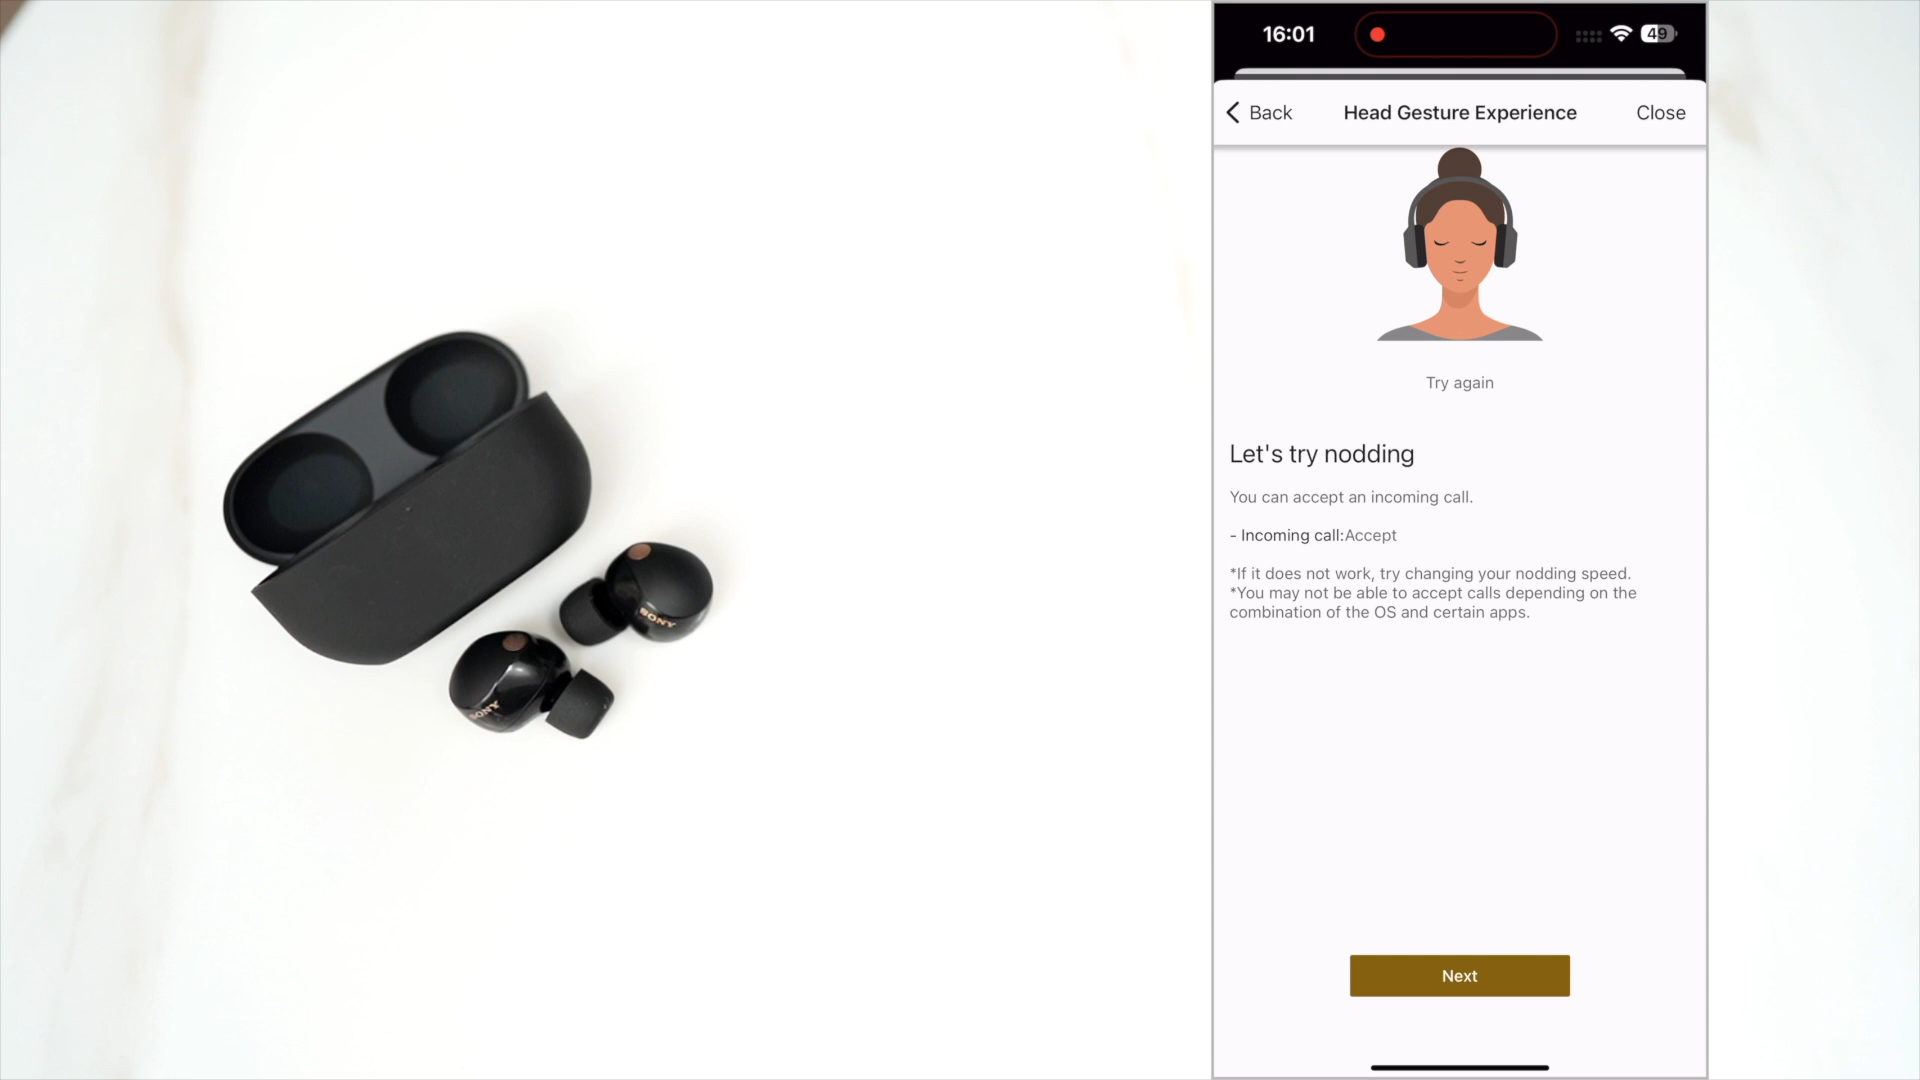 16:01
49
Back
Head Gesture Experience
Close
Try again
Let's try nodding
You can accept an incoming call.
- Incoming call:Accept
*If it does not work, try changing your nodding speed.
*You may not be able to accept calls depending on the
combination of the OS and certain apps.
Next
SONY
SONY